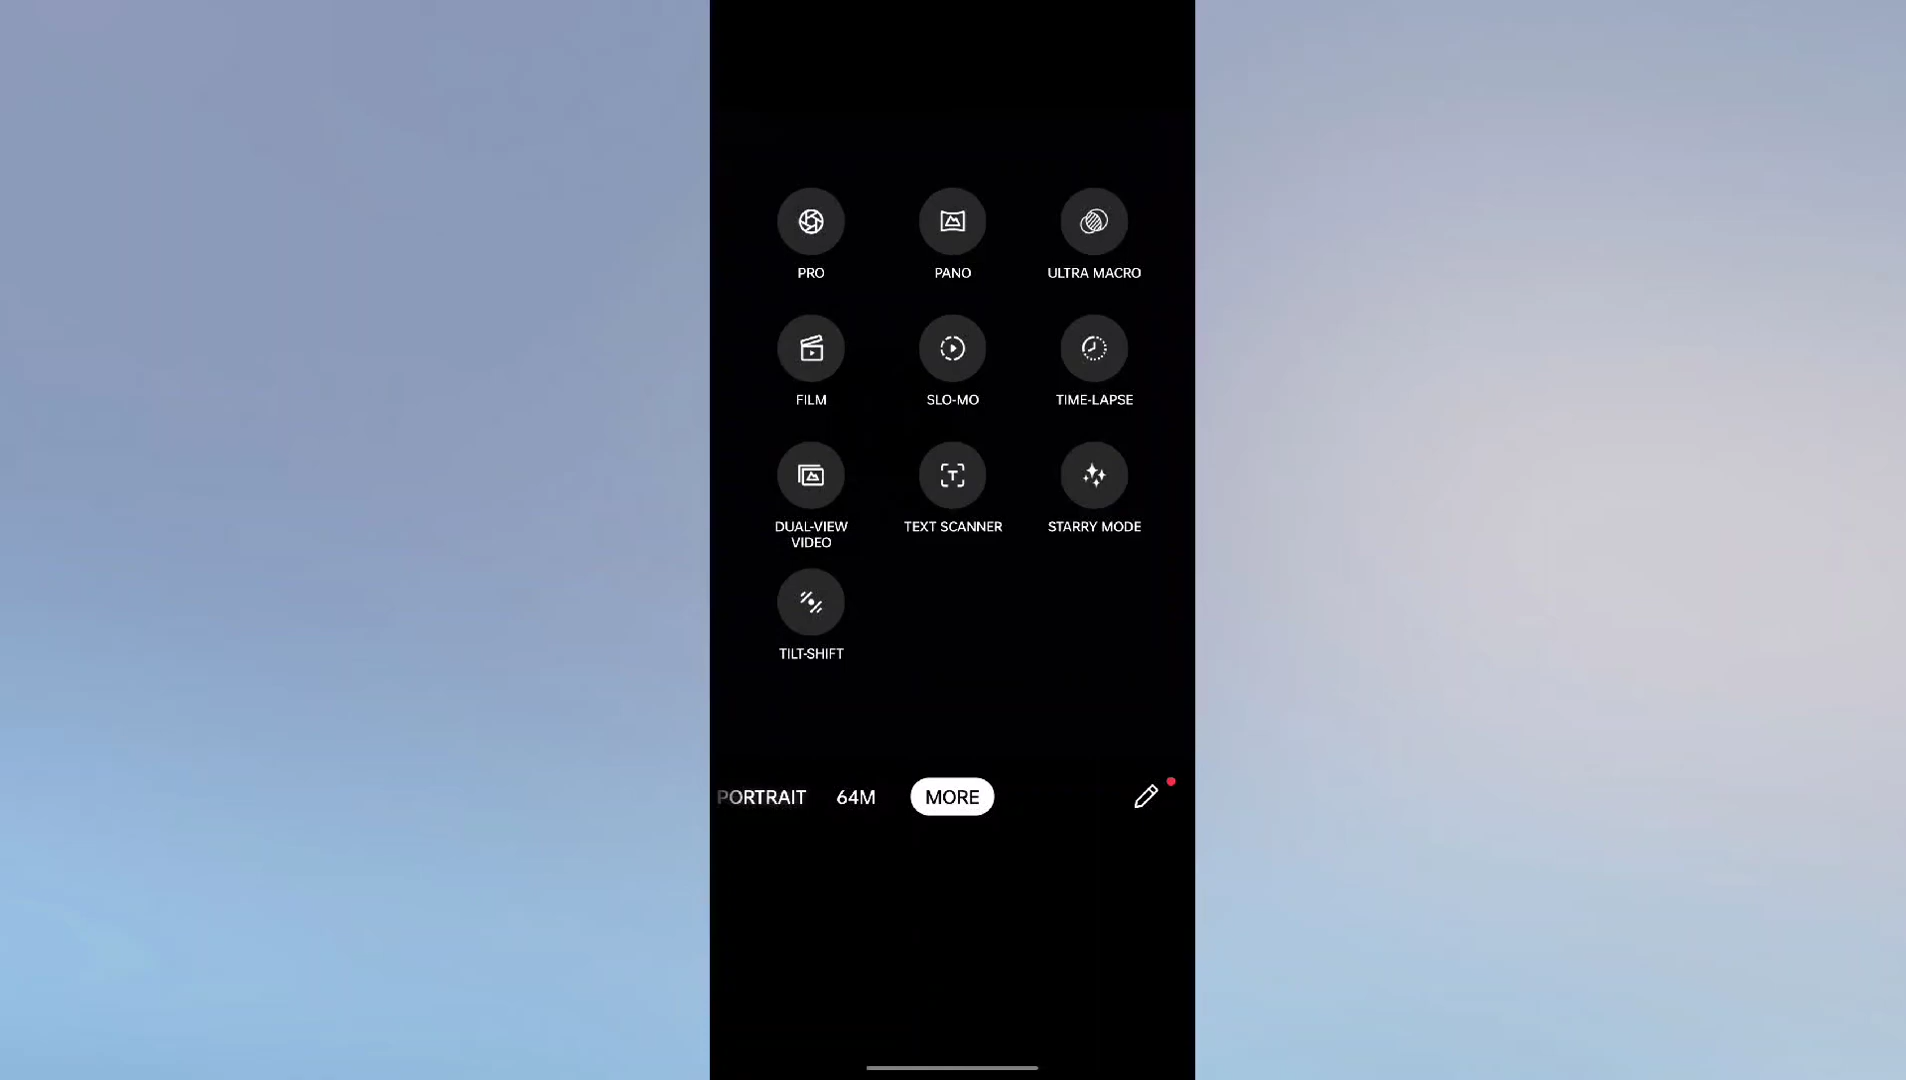 PRO
PANO
ULTRA MACRO
FILM
SLO-MO
TIME-LAPSE
DUAL-VIEW
VIDEO
TEXT SCANNER
STARRY MODE
TILT-SHIFT
PORTRAIT
64M
MORE